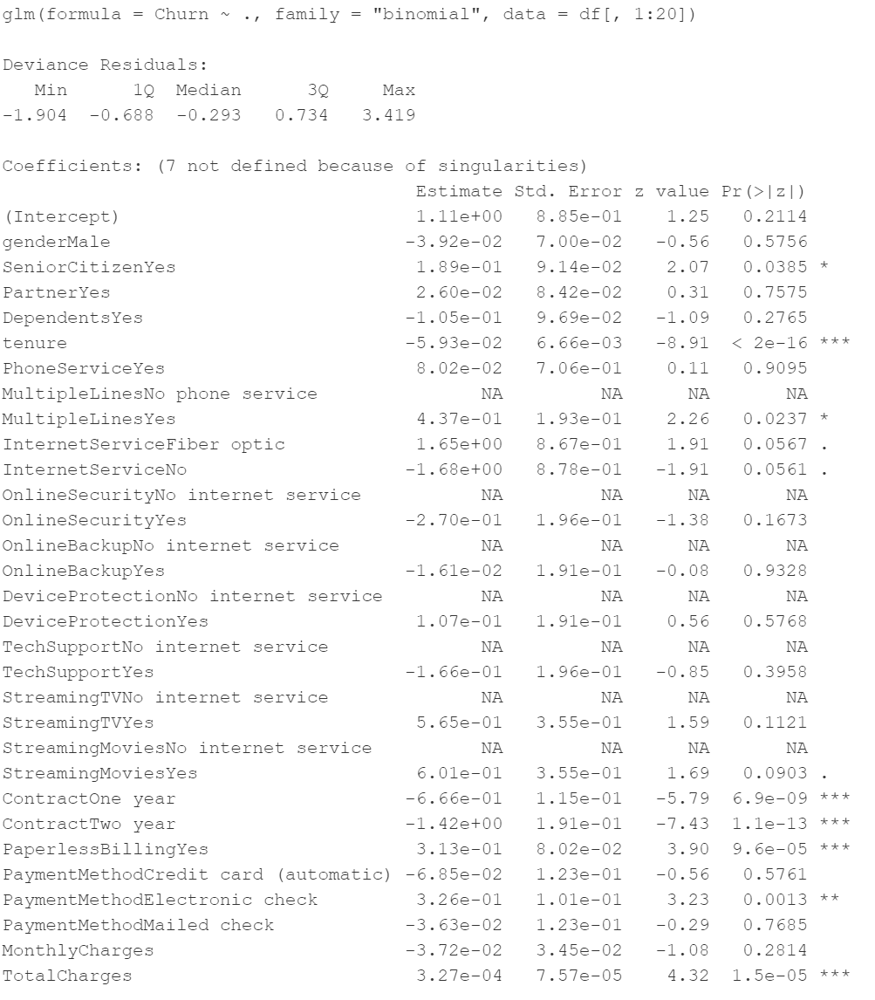 glm(formula = Churn ~ ., family = "binomial", data = df[, 1:20])
Deviance Residuals:
Min 1Q Median 3Q Max
-1.904 -0.688 -0.293 0.734 3.419
Coefficients: (7 not defined because of singularities)
Estimate Std. Error z value Pr(>|z|)
(Intercept) 1.11e+00 8.85e-01 1.25 0.2114
genderMale -3.92e-02 7.00e-02 -0.56 0.5756
SeniorCitizenYes 1.89e-01 9.14e-02 2.07 0.0385 *
PartnerYes 2.60e-02 8.42e-02 0.31 0.7575
DependentsYes -1.05e-01 9.69e-02 -1.09 0.2765
tenure -5.93e-02 6.66e-03 -8.91 < 2e-16 ***
PhoneServiceYes 8.02e-02 7.06e-01 0.11 0.9095
MultipleLinesNo phone service NA NA NA NA
MultipleLinesYes 4.37e-01 1.93e-01 2.26 0.0237 *
InternetServiceFiber optic 1.65e+00 8.67e-01 1.91 0.0567 .
InternetServiceNo -1.68e+00 8.78e-01 -1.91 0.0561 .
OnlineSecurityNo internet service NA NA NA NA
OnlineSecurityYes -2.70e-01 1.96e-01 -1.38 0.1673
OnlineBackupNo internet service NA NA NA NA
OnlineBackupYes -1.61e-02 1.91e-01 -0.08 0.9328
DeviceProtectionNo internet service NA NA NA NA
DeviceProtectionYes 1.07e-01 1.91e-01 0.56 0.5768
TechSupportNo internet service NA NA NA NA
TechSupportYes -1.66e-01 1.96e-01 -0.85 0.3958
StreamingTVNo internet service NA NA NA NA
StreamingTVYes 5.65e-01 3.55e-01 1.59 0.1121
StreamingMoviesNo internet service NA NA NA NA
StreamingMoviesYes 6.01e-01 3.55e-01 1.69 0.0903 .
ContractOne year -6.66e-01 1.15e-01 -5.79 6.9e-09 ***
ContractTwo year -1.42e+00 1.91e-01 -7.43 1.1e-13 ***
PaperlessBillingYes 3.13e-01 8.02e-02 3.90 9.6e-05 ***
PaymentMethodCredit card (automatic) -6.85e-02 1.23e-01 -0.56 0.5761
PaymentMethodElectronic check 3.26e-01 1.01e-01 3.23 0.0013 **
PaymentMethodMailed check -3.63e-02 1.23e-01 -0.29 0.7685
MonthlyCharges -3.72e-02 3.45e-02 -1.08 0.2814
TotalCharges 3.27e-04 7.57e-05 4.32 1.5e-05 ***